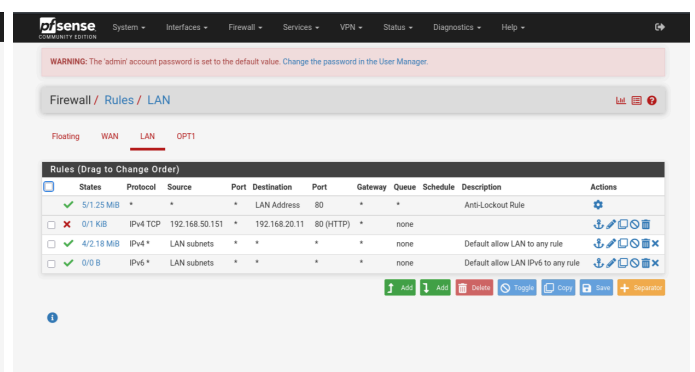 pfsense
COMMUNITY EDITION
System Interfaces Firewall Services VPN Status Diagnostics Help
WARNING: The 'admin' account password is set to the default value. Change the password in the User Manager.
Firewall / Rules / LAN
Floating WAN LAN OPT1
Rules (Drag to Change Order)
States Protocol Source Port Destination Port Gateway Queue Schedule Description Actions
5/1.25 MiB * * * LAN Address 80 * * Anti-Lockout Rule
0/1 KiB IPv4 TCP 192.168.50.151 * 192.168.20.11 80 (HTTP) * none
4/2.18 MiB IPv4 * LAN subnets * * * * none Default allow LAN to any rule
0/0 B IPv6 * LAN subnets * * * * none Default allow LAN IPv6 to any rule
Add Add Delete Toggle Copy Save Separator